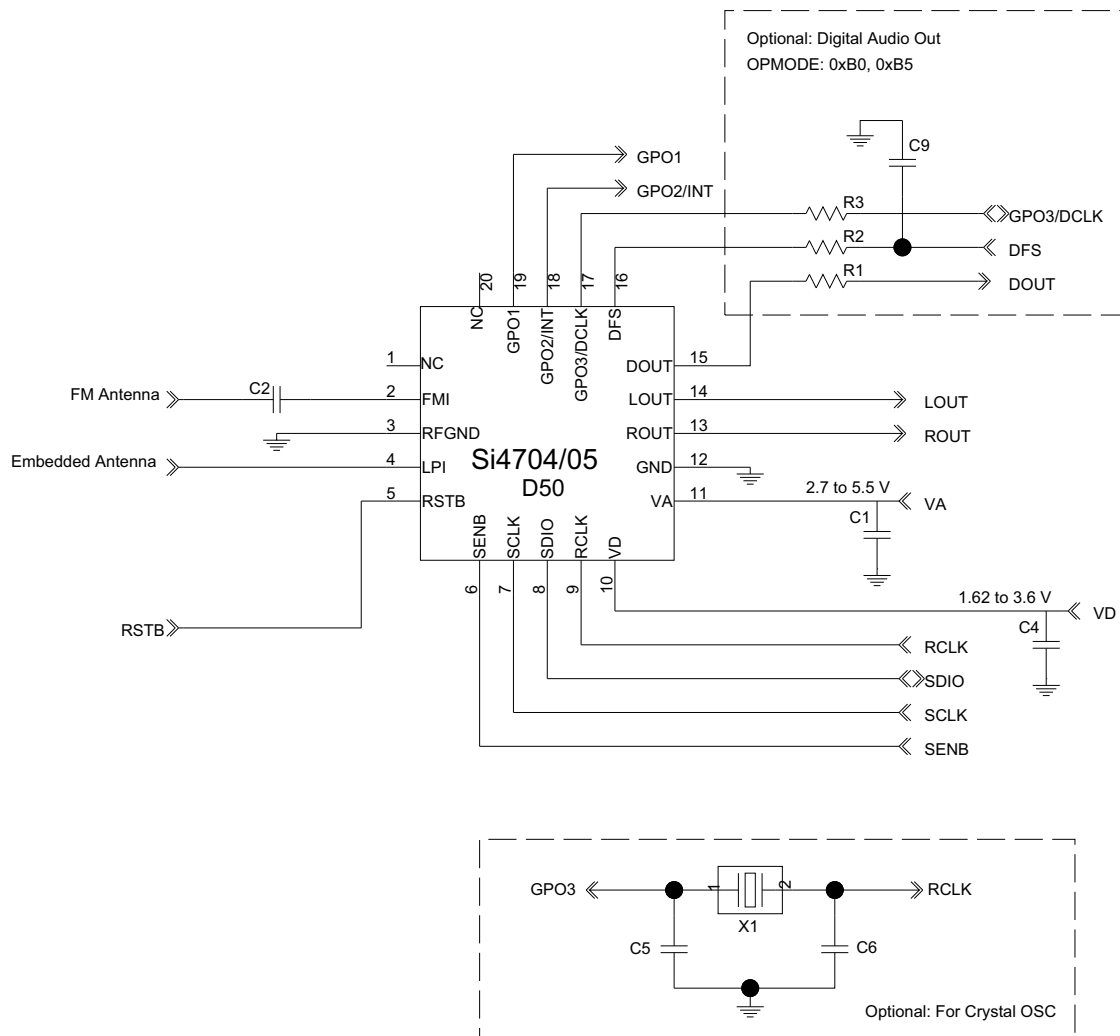 Optional: Digital Audio Out
OPMODE: 0xB0, 0xB5
C9
GPO1
GPO2/INT
R3
GPO3/DCLK
R2
DFS
R1
DOUT
20
19
18
17
16
NC
GPO1
GPO2/INT
GPO3/DCLK
DFS
1
NC
DOUT
15
FM Antenna
C2
2
FMI
LOUT
14
LOUT
3
RFGND
ROUT
13
ROUT
Embedded Antenna
4
LPI
Si4704/05
D50
GND
12
5
RSTB
VA
11
2.7 to 5.5 V
VA
C1
SENB
SCLK
SDIO
RCLK
VD
6
7
8
9
10
1.62 to 3.6 V
VD
C4
RSTB
RCLK
SDIO
SCLK
SENB
GPO3
1
2
RCLK
X1
C5
C6
Optional: For Crystal OSC